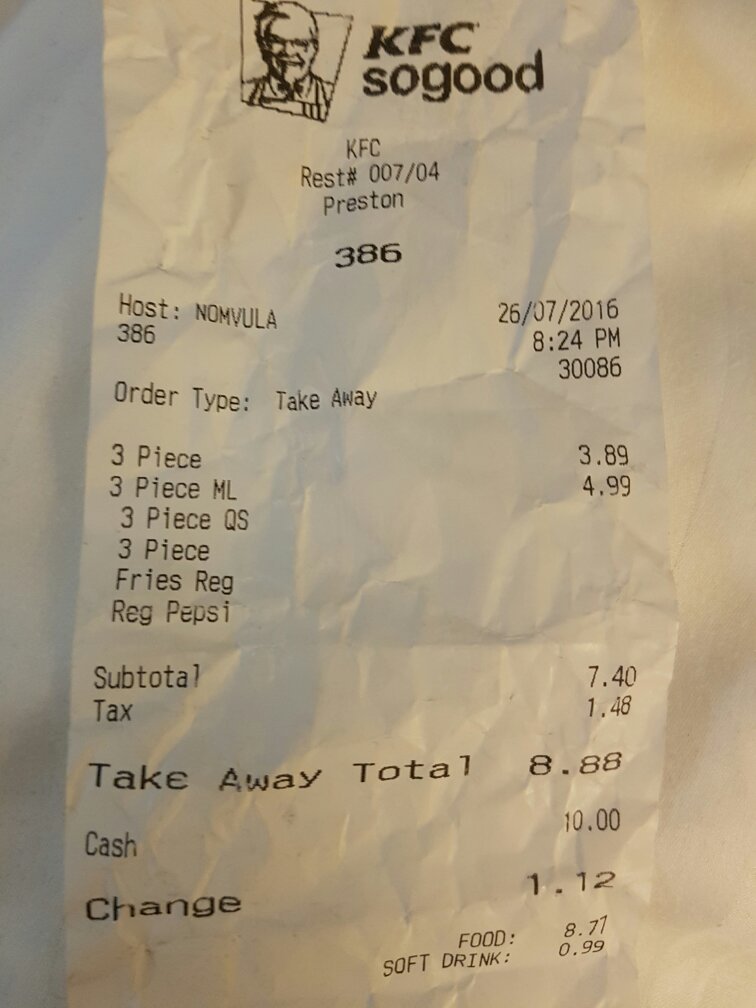 KFC
sogood
KFC
Rest# 007/04
Preston
386
Host: NOMVULA 26/07/2016
386 8:24 PM
30086
Order Type: Take Away
3 Piece 3.89
3 Piece ML 4.99
3 Piece QS
3 Piece
Fries Reg
Reg Pepsi
Subtotal 7.40
Tax 1.48
Take Away Total 8.88
Cash 10.00
Change 1.12
FOOD: 8.77
SOFT DRINK: 0.99